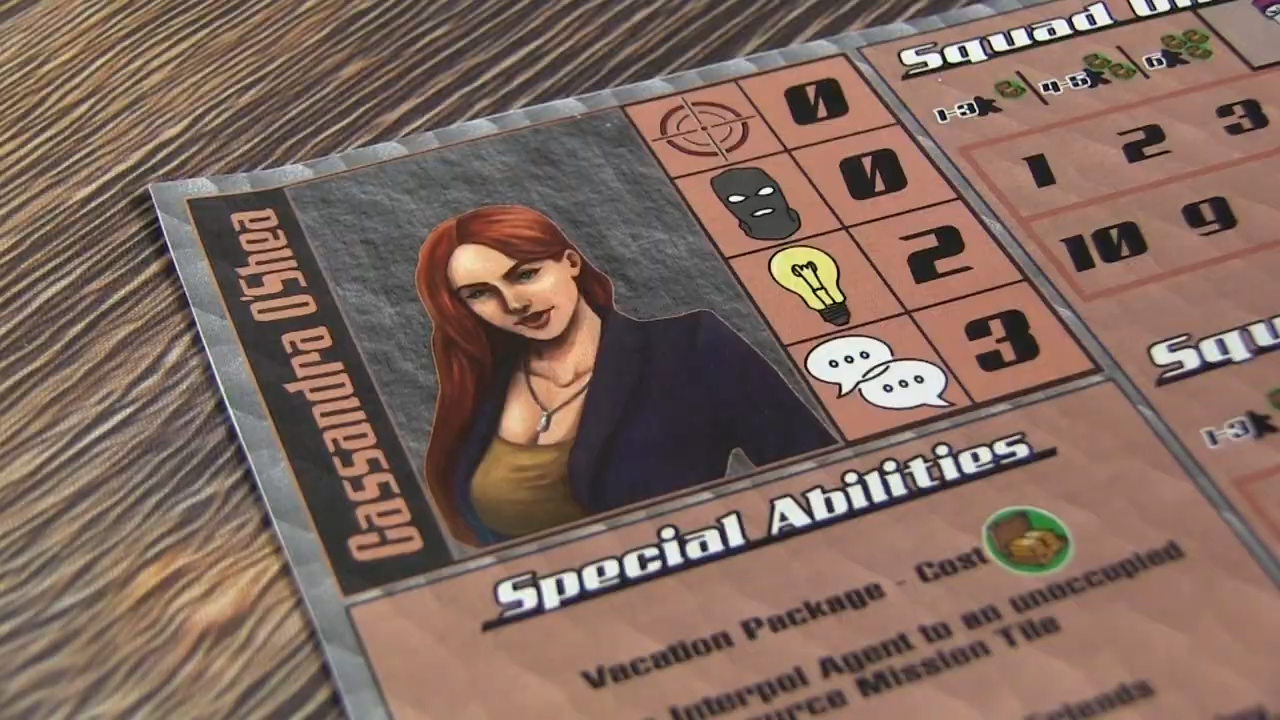 Cassandra O'Shea
0
0
2
3
Squad
1-3 4-5 6
1 2 3
10 9
1-3
Special Abilities
Vacation Package - Cost
Interpol Agent to an unoccupied
Mission Tile